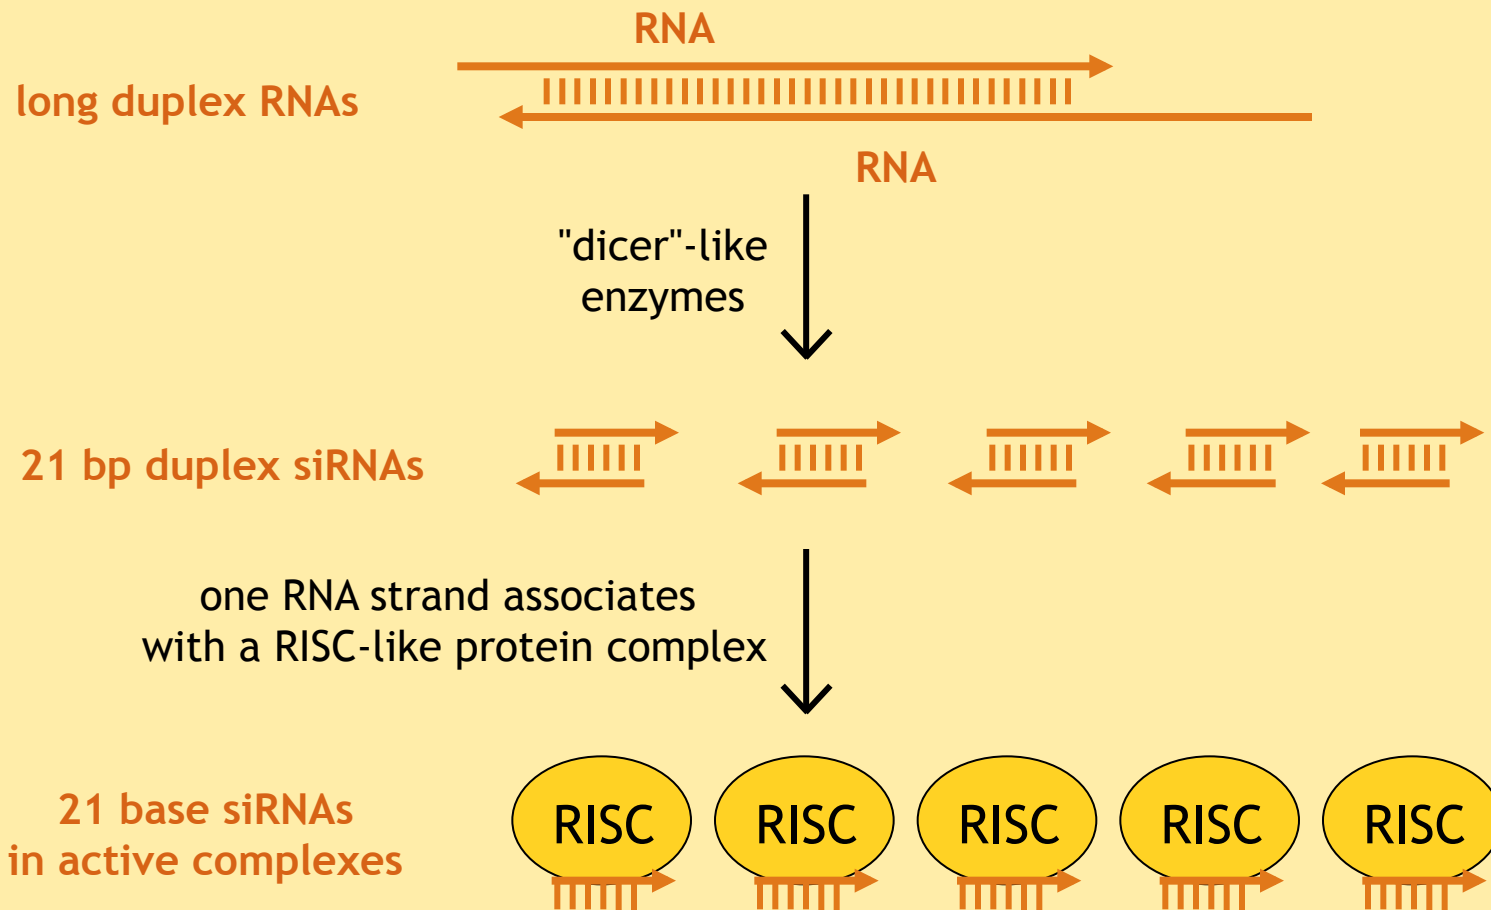 RNA
long duplex RNAs
RNA
"dicer"-like
enzymes
21 bp duplex siRNAs
one RNA strand associates
with a RISC-like protein complex
21 base siRNAs
in active complexes
RISC
RISC
RISC
RISC
RISC